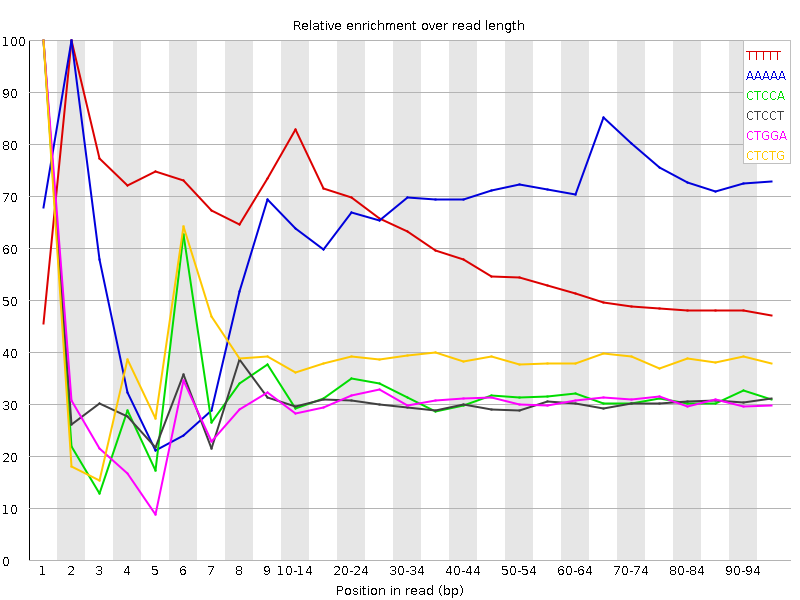 Relative enrichment over read length
100
90
80
70
60
50
40
30
20
10
0
TTTTT
AAAAA
CTCCA
CTCCT
CTGGA
CTCTG
1 2 3 4 5 6 7 8 9 10-14 20-24 30-34 40-44 50-54 60-64 70-74 80-84 90-94
Position in read (bp)